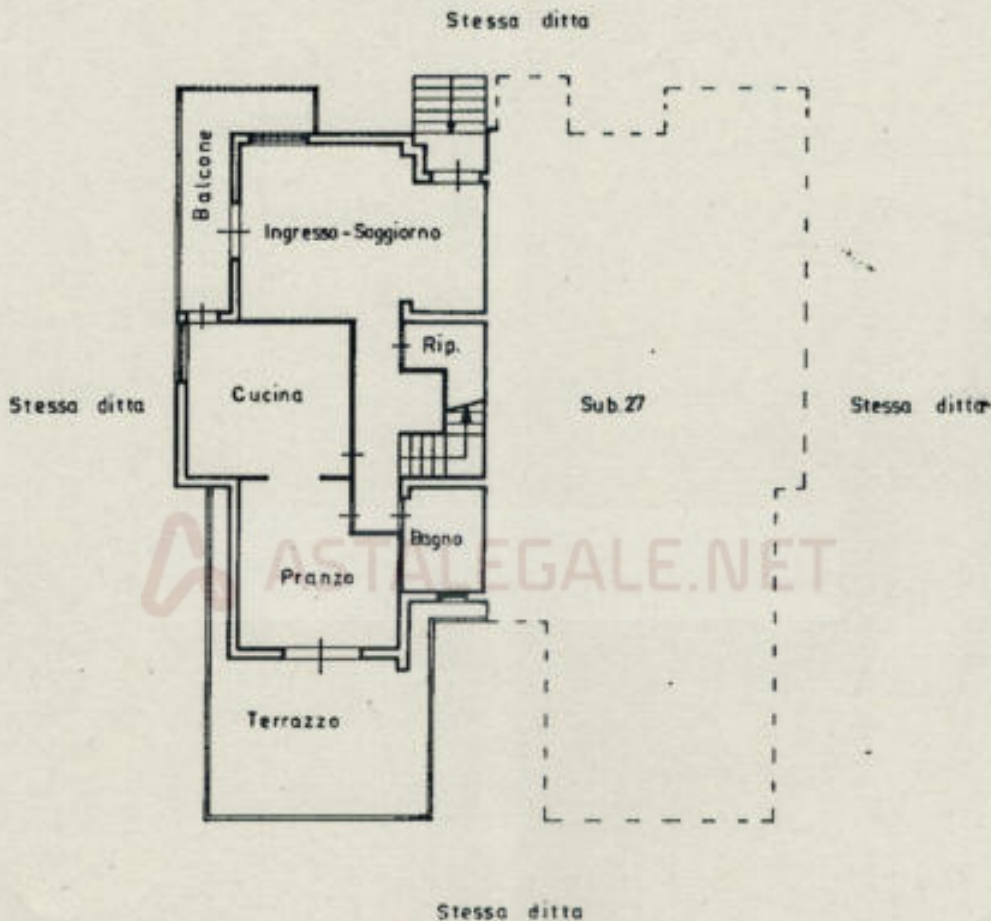 Stessa ditta
Balcone
Ingresso-Soggiorno
Rip.
Cucina
Stessa ditta
Sub.27
Stessa ditta
Bagno
ASTALEGALE.NET
Pranzo
Terrazzo
Stessa ditta